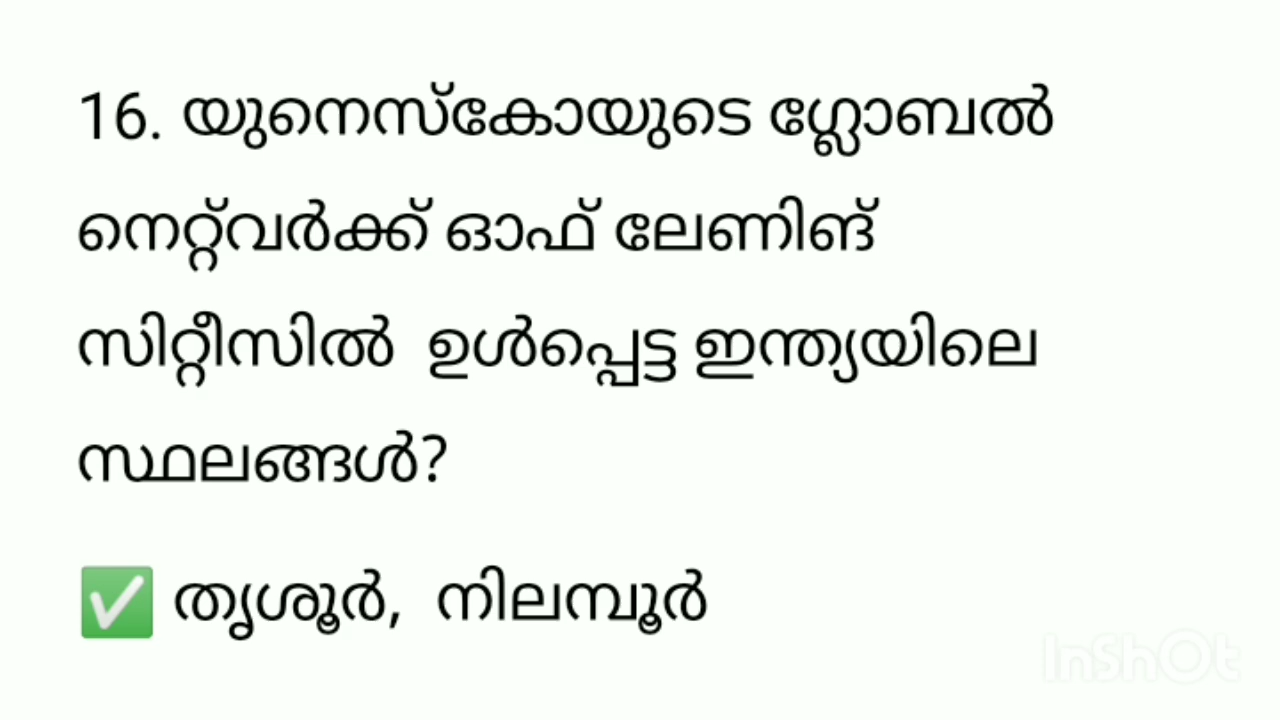 16. യുനെസ്കോയുടെ ഗ്ലോബൽ
നെറ്റ്‌വർക്ക് ഓഫ് ലേണിങ്
സിറ്റീസിൽ ഉൾപ്പെട്ട ഇന്ത്യയിലെ
സ്ഥലങ്ങൾ?
✅ തൃശൂർ, നിലമ്പൂർ
InShOt